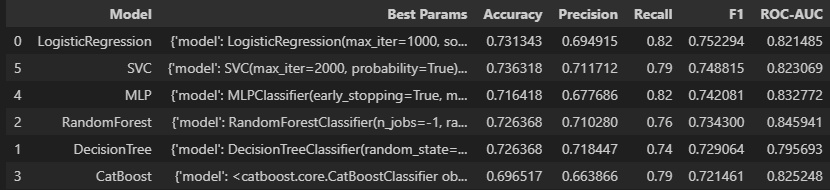 Model Best Params Accuracy Precision Recall F1 ROC-AUC
0 LogisticRegression {'model': LogisticRegression(max_iter=1000, so... 0.731343 0.694915 0.82 0.752294 0.821485
5 SVC {'model': SVC(max_iter=2000, probability=True)... 0.736318 0.711712 0.79 0.748815 0.823069
4 MLP {'model': MLPClassifier(early_stopping=True, m... 0.716418 0.677686 0.82 0.742081 0.832772
2 RandomForest {'model': RandomForestClassifier(n_jobs=-1, ra... 0.726368 0.710280 0.76 0.734300 0.845941
1 DecisionTree {'model': DecisionTreeClassifier(random_state=... 0.726368 0.718447 0.74 0.729064 0.795693
3 CatBoost {'model': <catboost.core.CatBoostClassifier ob... 0.696517 0.663866 0.79 0.721461 0.825248